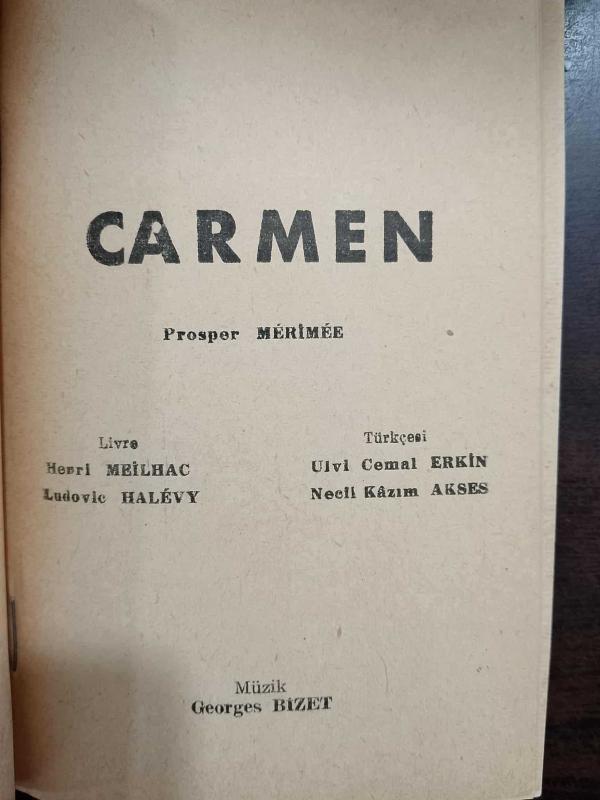 CARMEN
Prosper MÉRİMÉE
Livre
Henri MEİLHAC
Ludovic HALÉVY
Türkçesi
Ulvi Cemal ERKİN
Necil Kâzım AKSES
Müzik
Georges BİZET